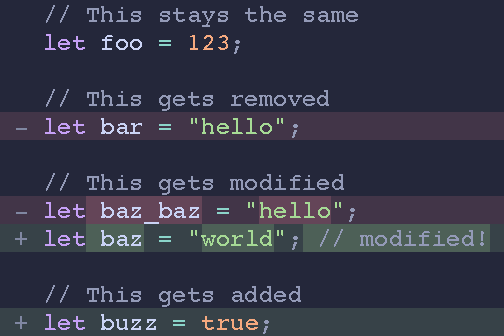 // This stays the same
let foo = 123;
// This gets removed
- let bar = "hello";
// This gets modified
- let baz_baz = "hello";
+ let baz = "world"; // modified!
// This gets added
+ let buzz = true;